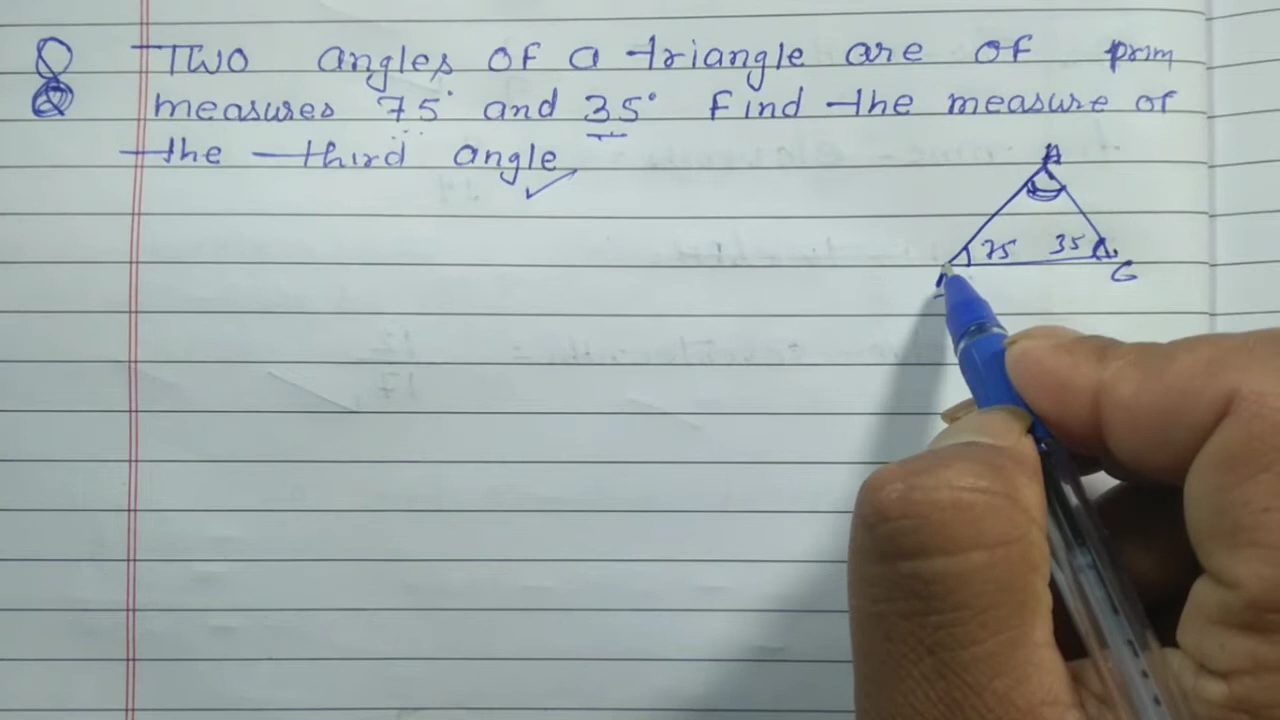 Two angles of a triangle are of prim
measures 75° and 35° Find the measure of
the third angle
A
75 35
C